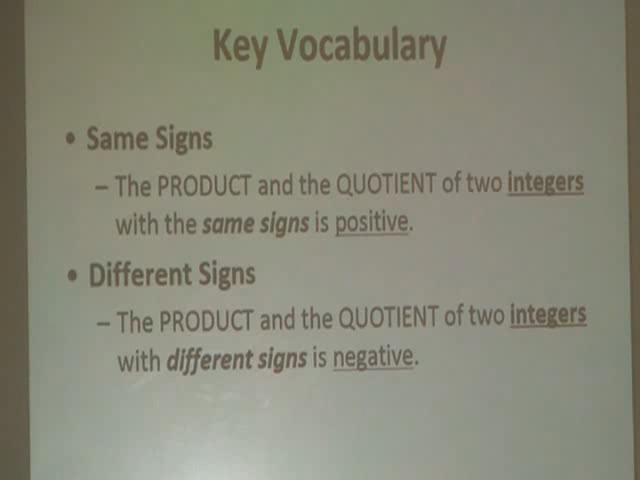 Key Vocabulary
• Same Signs
– The PRODUCT and the QUOTIENT of two integers
with the same signs is positive.
• Different Signs
– The PRODUCT and the QUOTIENT of two integers
with different signs is negative.